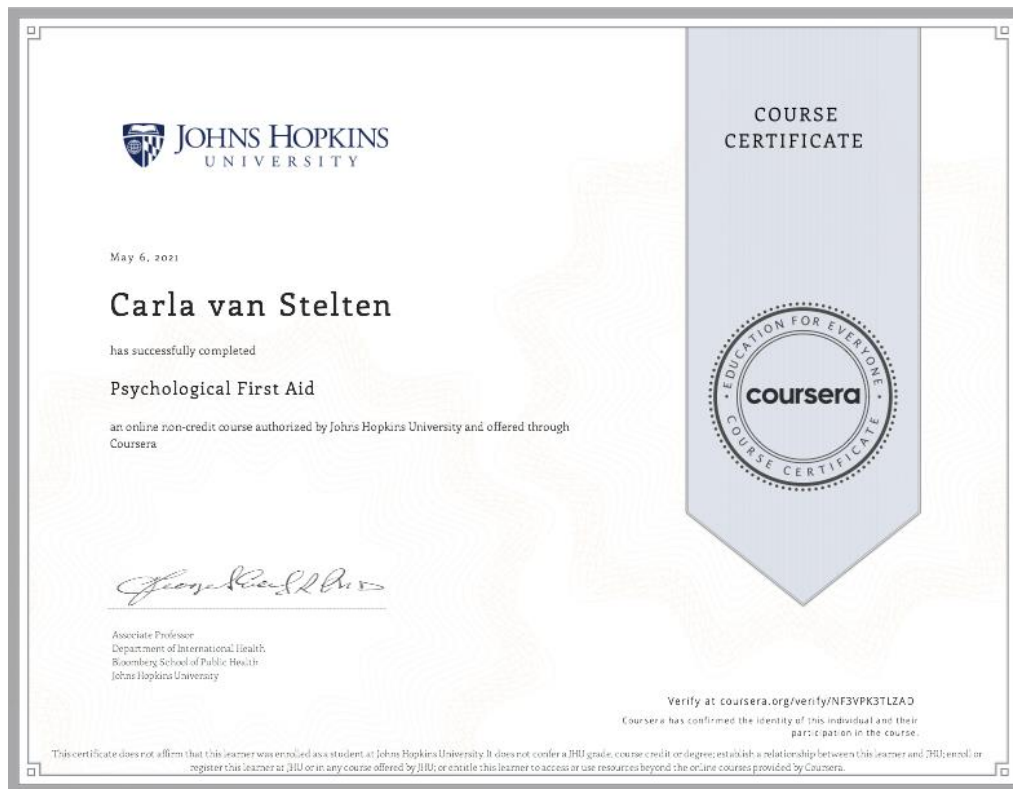 JOHNS HOPKINS
UNIVERSITY
COURSE
CERTIFICATE
May 6, 2021
Carla van Stelten
has successfully completed
Psychological First Aid
an online non-credit course authorized by Johns Hopkins University and offered through
Coursera
EDUCATION FOR EVERYONE
coursera
COURSE CERTIFICATE
Associate Professor
Department of International Health
Bloomberg School of Public Health
Johns Hopkins University
Verify at coursera.org/verify/NF3VPK3TLZAD
Coursera has confirmed the identity of this individual and their
participation in the course.
This certificate does not affirm that this learner was enrolled as a student at Johns Hopkins University. It does not confer a JHU grade, course credit or degree; establish a relationship between this learner and JHU; enroll or
register this learner at JHU or in any course offered by JHU; or entitle this learner to access or use resources beyond the online courses provided by Coursera.